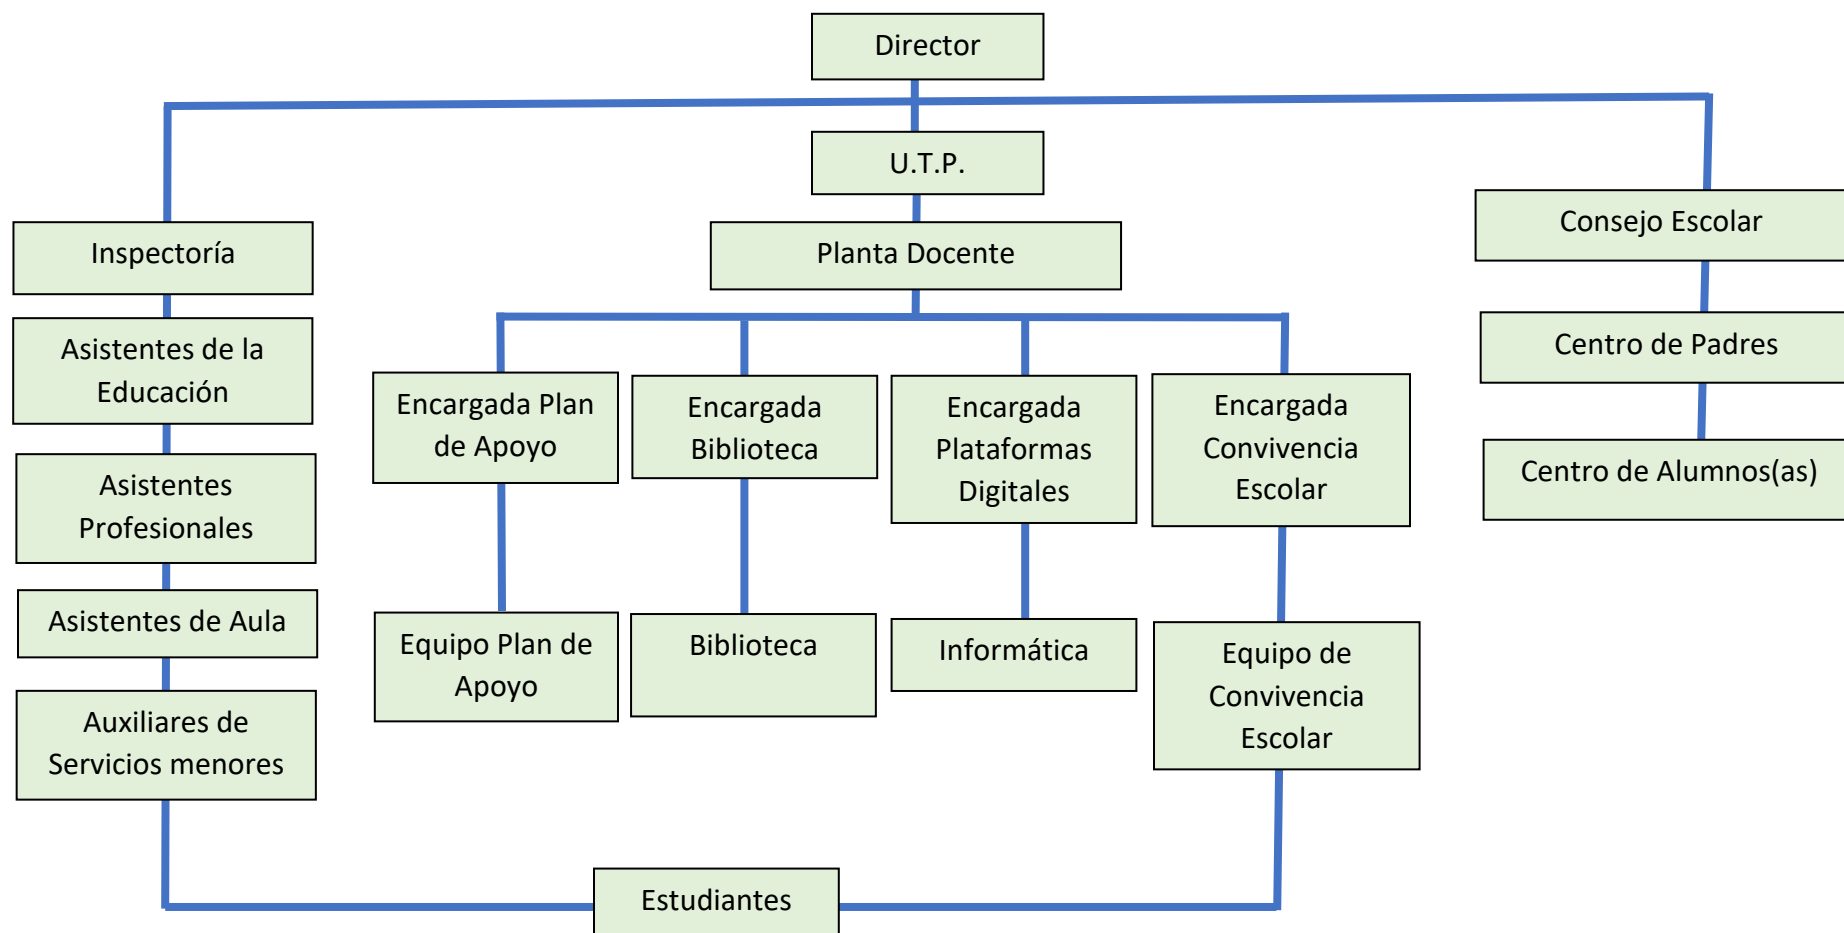 Director
U.T.P.
Planta Docente
Inspectoría
Asistentes de la
Educación
Asistentes
Profesionales
Asistentes de Aula
Auxiliares de
Servicios menores
Encargada Plan
de Apoyo
Equipo Plan de
Apoyo
Encargada
Biblioteca
Biblioteca
Encargada
Plataformas
Digitales
Informática
Encargada
Convivencia
Escolar
Equipo de
Convivencia
Escolar
Consejo Escolar
Centro de Padres
Centro de Alumnos(as)
Estudiantes